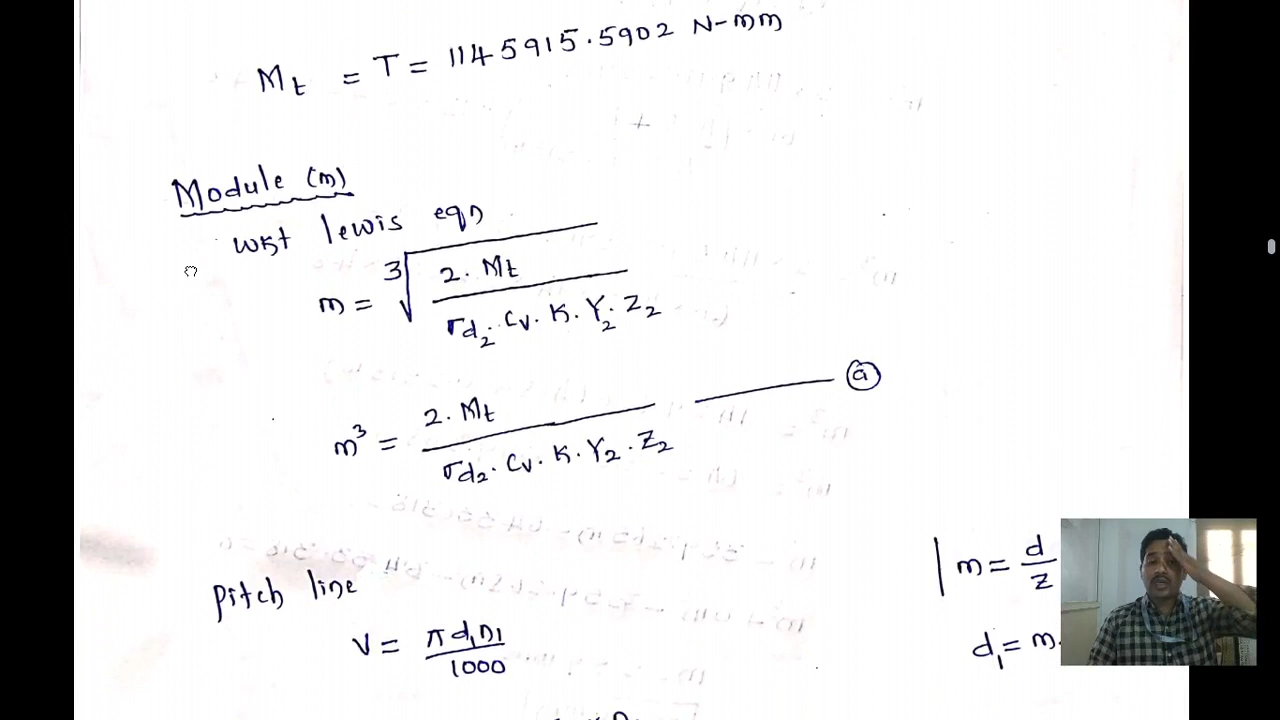 Mt = T = 1145915.5902 N-mm
Module (m)
WKt lewis eqn
m = ∛(2. Mt / σd2. Cv. K. Y2. Z2)
m³ = 2. Mt / σd2. Cv. K. Y2. Z2 —— (a)
Pitch line
m = d/z
V = πd1n1/1000
d1 = m.